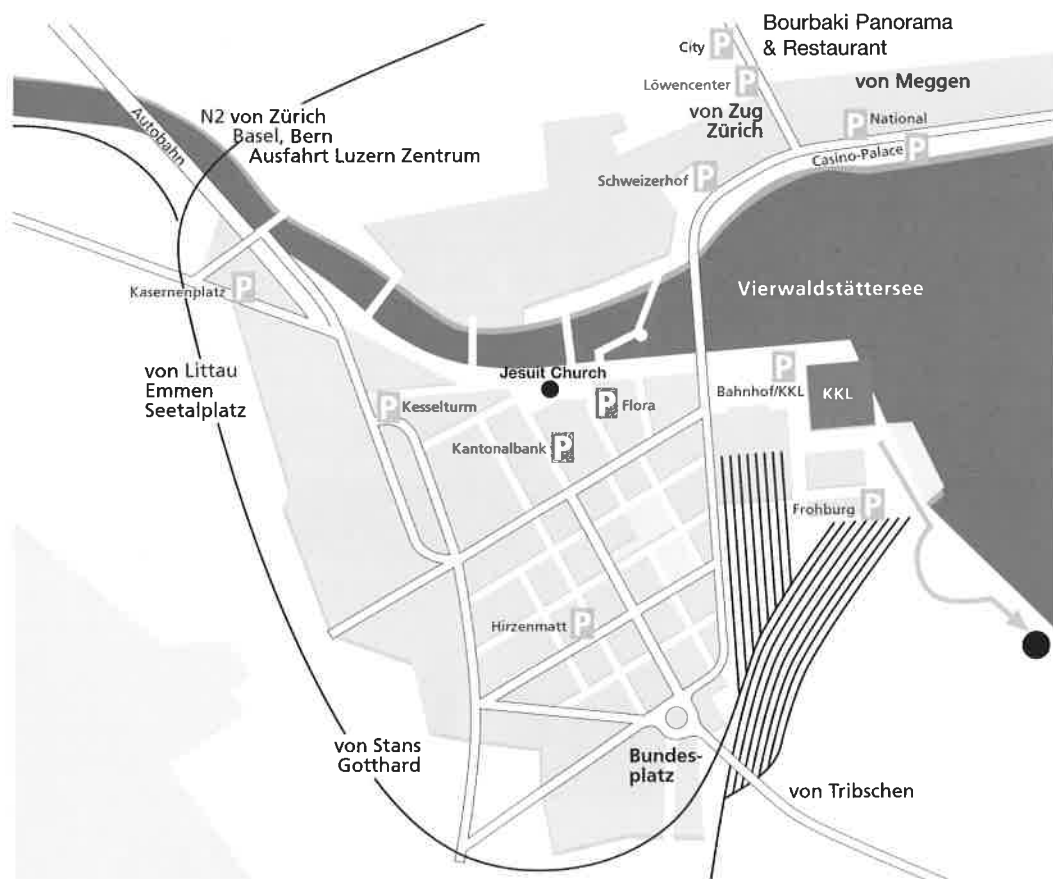 Bourbaki Panorama
& Restaurant
City P
Löwencenter P
von Meggen
von Zug
Zürich
P National
Casino-Palace P
N2 von Zürich
Basel, Bern
Ausfahrt Luzern Zentrum
Autobahn
Schweizerhof P
Kasernenplatz P
Vierwaldstättersee
von Littau
Emmen
Seetalplatz
Jesuit Church
P Kesselturm
P Flora
P
Bahnhof/KKL
KKL
Kantonalbank P
Frohburg P
Hirzenmatt P
von Stans
Gotthard
Bundes-
platz
von Tribschen